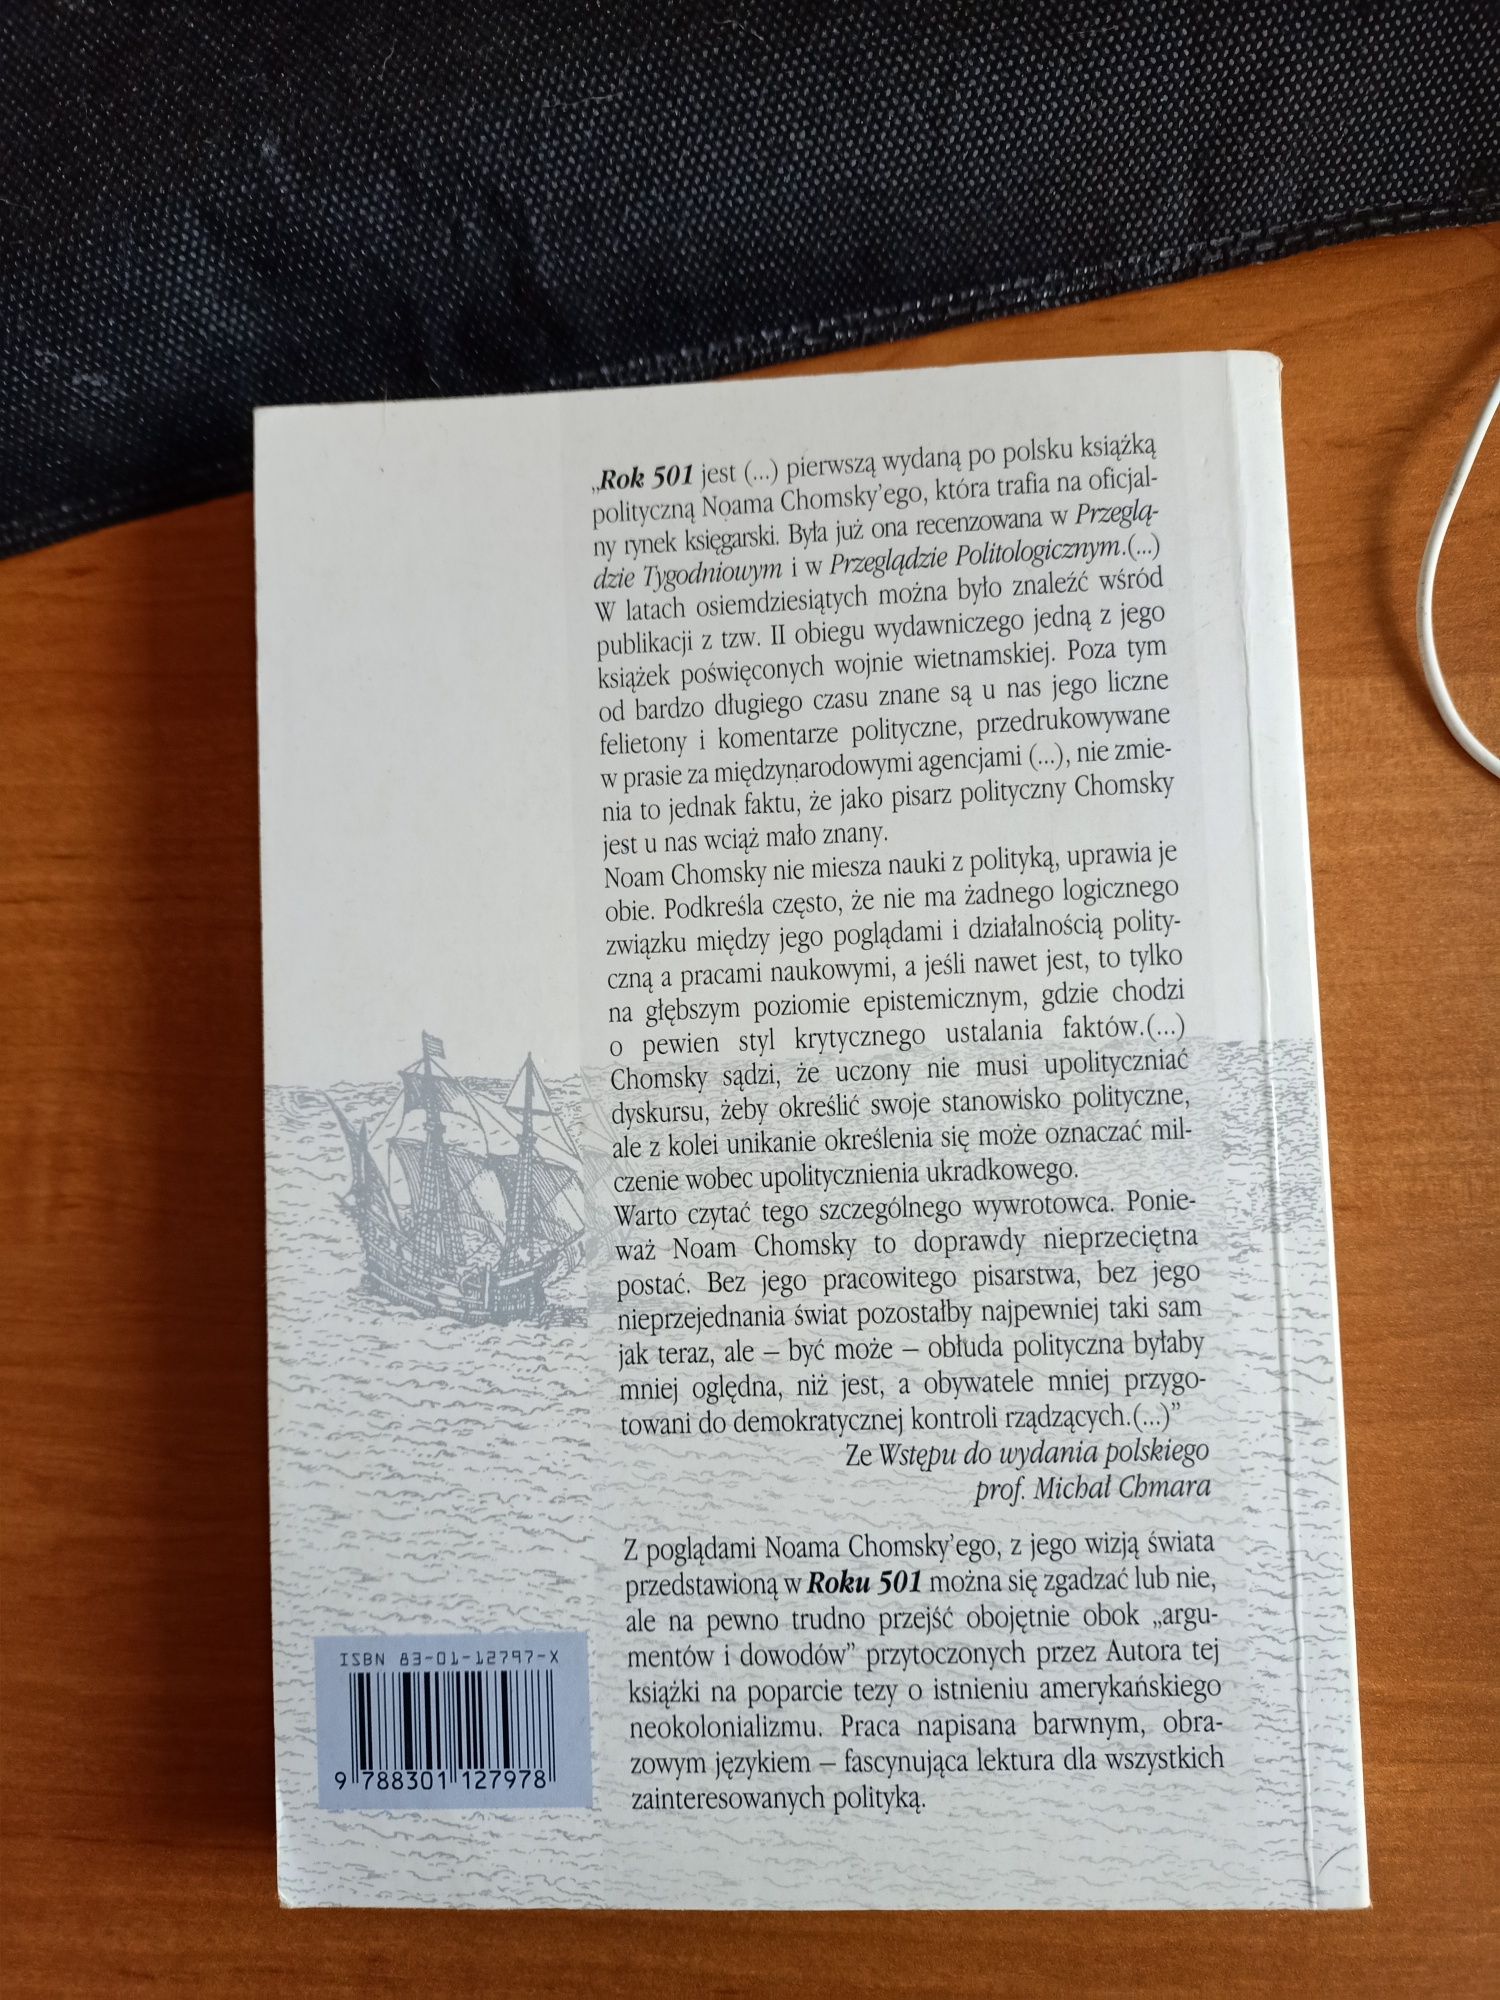 „Rok 501 jest (...) pierwszą wydaną po polsku książką
polityczną Noama Chomsky'ego, która trafia na oficjal-
ny rynek księgarski. Była już ona recenzowana w Przeglą-
dzie Tygodniowym i w Przeglądzie Politologicznym.(...)
W latach osiemdziesiątych można było znaleźć wśród
publikacji z tzw. II obiegu wydawniczego jedną z jego
książek poświęconych wojnie wietnamskiej. Poza tym
od bardzo długiego czasu znane są u nas jego liczne
felietony i komentarze polityczne, przedrukowywane
w prasie za międzynarodowymi agencjami (...), nie zmie-
nia to jednak faktu, że jako pisarz polityczny Chomsky
jest u nas wciąż mało znany.
Noam Chomsky nie miesza nauki z polityką, uprawia je
obie. Podkreśla często, że nie ma żadnego logicznego
związku między jego poglądami i działalnością polity-
czną a pracami naukowymi, a jeśli nawet jest, to tylko
na głębszym poziomie epistemicznym, gdzie chodzi
o pewien styl krytycznego ustalania faktów.(...)
Chomsky sądzi, że uczony nie musi upolityczniać
dyskursu, żeby określić swoje stanowisko polityczne,
ale z kolei unikanie określenia się może oznaczać mil-
czenie wobec upolitycznienia ukradkowego.
Warto czytać tego szczególnego wywrotowca. Ponie-
waż Noam Chomsky to doprawdy nieprzeciętna
postać. Bez jego pracowitego pisarstwa, bez jego
nieprzejednania świat pozostałby najpewniej taki sam
jak teraz, ale – być może – obłuda polityczna byłaby
mniej oględna, niż jest, a obywatele mniej przygo-
towani do demokratycznej kontroli rządzących.(...)”
Ze Wstępu do wydania polskiego
prof. Michał Chmara
Z poglądami Noama Chomsky'ego, z jego wizją świata
przedstawioną w Roku 501 można się zgadzać lub nie,
ale na pewno trudno przejść obojętnie obok „argu-
mentów i dowodów” przytoczonych przez Autora tej
książki na poparcie tezy o istnieniu amerykańskiego
neokolonializmu. Praca napisana barwnym, obra-
zowym językiem – fascynująca lektura dla wszystkich
zainteresowanych polityką.
ISBN 83-01-12797-X
9 788301 127978